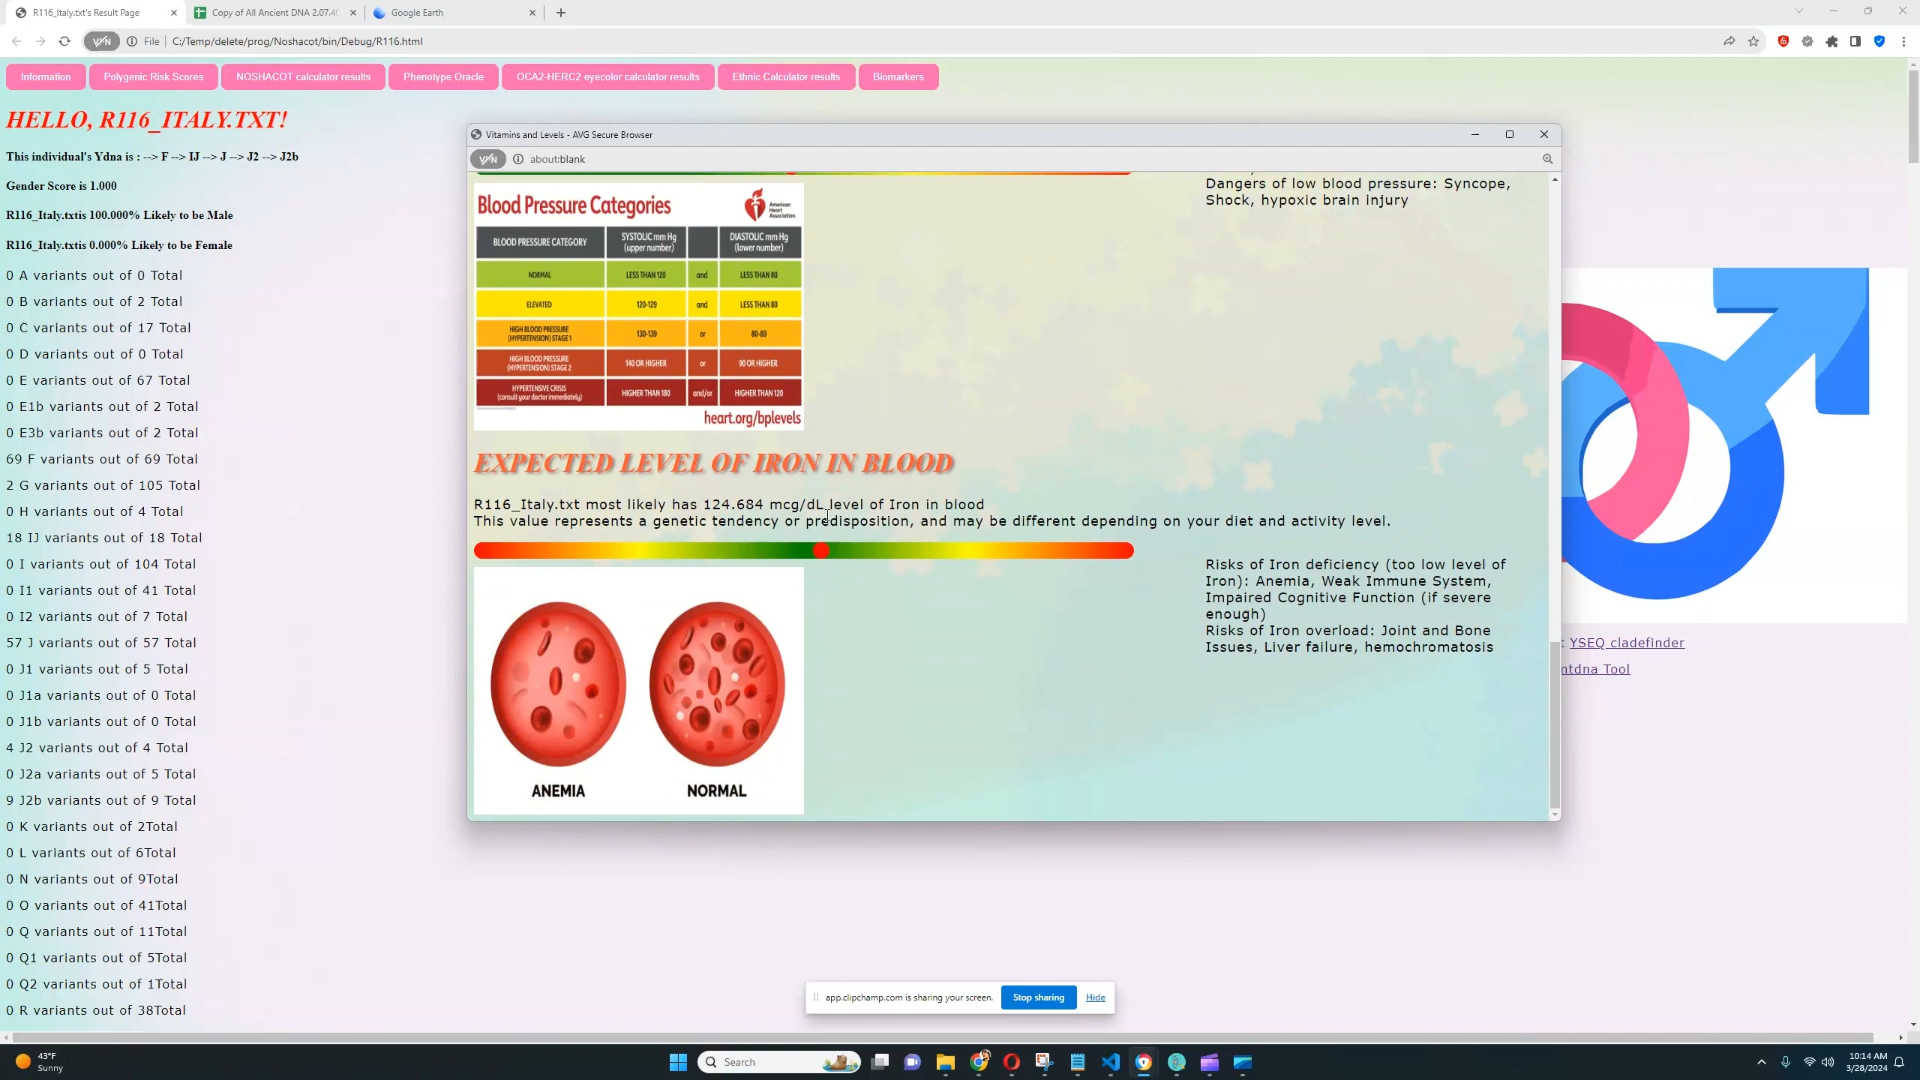 R116_Italy.txt's Result Page
Copy of All Ancient DNA 2.07.4
Google Earth
VPN
File
C:/Temp/delete/prog/Noshacot/bin/Debug/R116.html
Information
Polygenic Risk Scores
NOSHACOT calculator results
Phenotype Oracle
OCA2-HERC2 eyecolor calculator results
Ethnic Calculator results
Biomarkers
HELLO, R116_ITALY.TXT!
This individual's Ydna is : --> F --> IJ --> J --> J2 --> J2b
Gender Score is 1.000
R116_Italy.txtis 100.000% Likely to be Male
R116_Italy.txtis 0.000% Likely to be Female
0 A variants out of 0 Total
0 B variants out of 2 Total
0 C variants out of 17 Total
0 D variants out of 0 Total
0 E variants out of 67 Total
0 E1b variants out of 2 Total
0 E3b variants out of 2 Total
69 F variants out of 69 Total
2 G variants out of 105 Total
0 H variants out of 4 Total
18 IJ variants out of 18 Total
0 I variants out of 104 Total
0 I1 variants out of 41 Total
0 I2 variants out of 7 Total
57 J variants out of 57 Total
0 J1 variants out of 5 Total
0 J1a variants out of 0 Total
0 J1b variants out of 0 Total
4 J2 variants out of 4 Total
0 J2a variants out of 5 Total
9 J2b variants out of 9 Total
0 K variants out of 2Total
0 L variants out of 6Total
0 N variants out of 9Total
0 O variants out of 41Total
0 Q variants out of 11Total
0 Q1 variants out of 5Total
0 Q2 variants out of 1Total
0 R variants out of 38Total
Vitamins and Levels - AVG Secure Browser
VPN
about:blank
Dangers of low blood pressure: Syncope,
Shock, hypoxic brain injury
Blood Pressure Categories
American
Heart
Association.
BLOOD PRESSURE CATEGORY
SYSTOLIC mm Hg
(upper number)
DIASTOLIC mm Hg
(lower number)
NORMAL
LESS THAN 120
and
LESS THAN 80
ELEVATED
120-129
and
LESS THAN 80
HIGH BLOOD PRESSURE
(HYPERTENSION) STAGE 1
130-139
or
80-89
HIGH BLOOD PRESSURE
(HYPERTENSION) STAGE 2
140 OR HIGHER
or
90 OR HIGHER
HYPERTENSIVE CRISIS
(consult your doctor immediately)
HIGHER THAN 180
and/or
HIGHER THAN 120
heart.org/bplevels
EXPECTED LEVEL OF IRON IN BLOOD
R116_Italy.txt most likely has 124.684 mcg/dL level of Iron in blood
This value represents a genetic tendency or predisposition, and may be different depending on your diet and activity level.
Risks of Iron deficiency (too low level of
Iron): Anemia, Weak Immune System,
Impaired Cognitive Function (if severe
enough)
Risks of Iron overload: Joint and Bone
Issues, Liver failure, hemochromatosis
ANEMIA
NORMAL
YSEQ cladefinder
ntdna Tool
app.clipchamp.com is sharing your screen.
Stop sharing
Hide
43°F
Sunny
Search
10:14 AM
3/28/2024